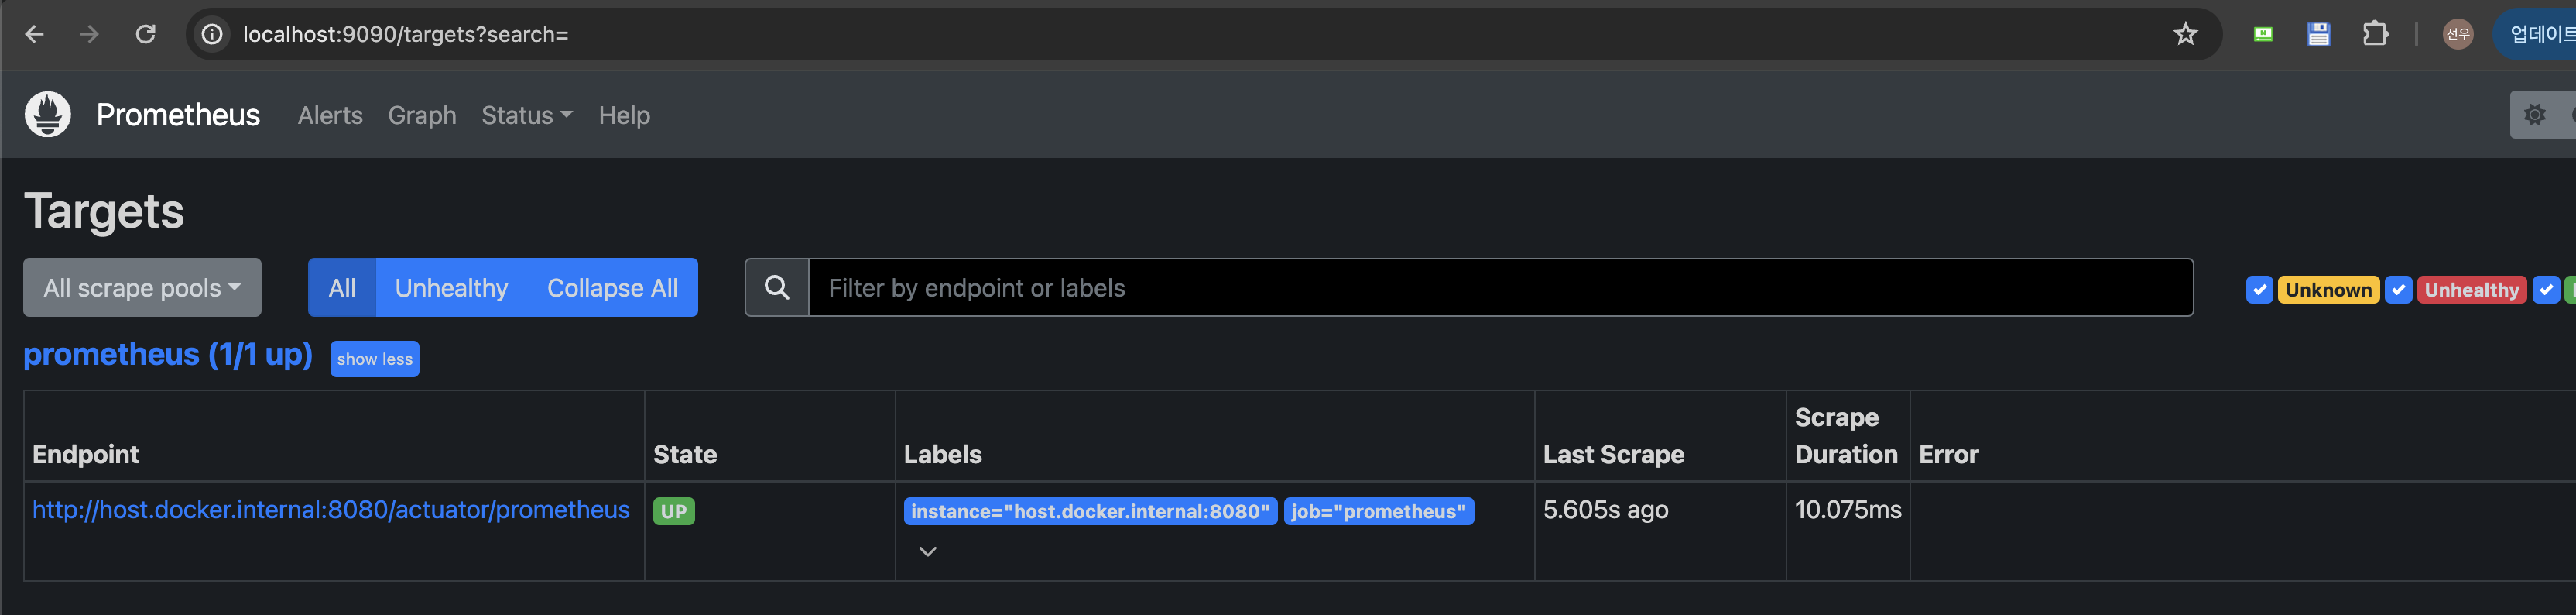 localhost:9090/targets?search=
선우
업데이트
Prometheus Alerts Graph Status Help
Targets
All scrape pools
All Unhealthy Collapse All
Filter by endpoint or labels
Unknown Unhealthy
prometheus (1/1 up) show less
Endpoint State Labels Last Scrape Scrape Duration Error
http://host.docker.internal:8080/actuator/prometheus UP instance="host.docker.internal:8080" job="prometheus" 5.605s ago 10.075ms